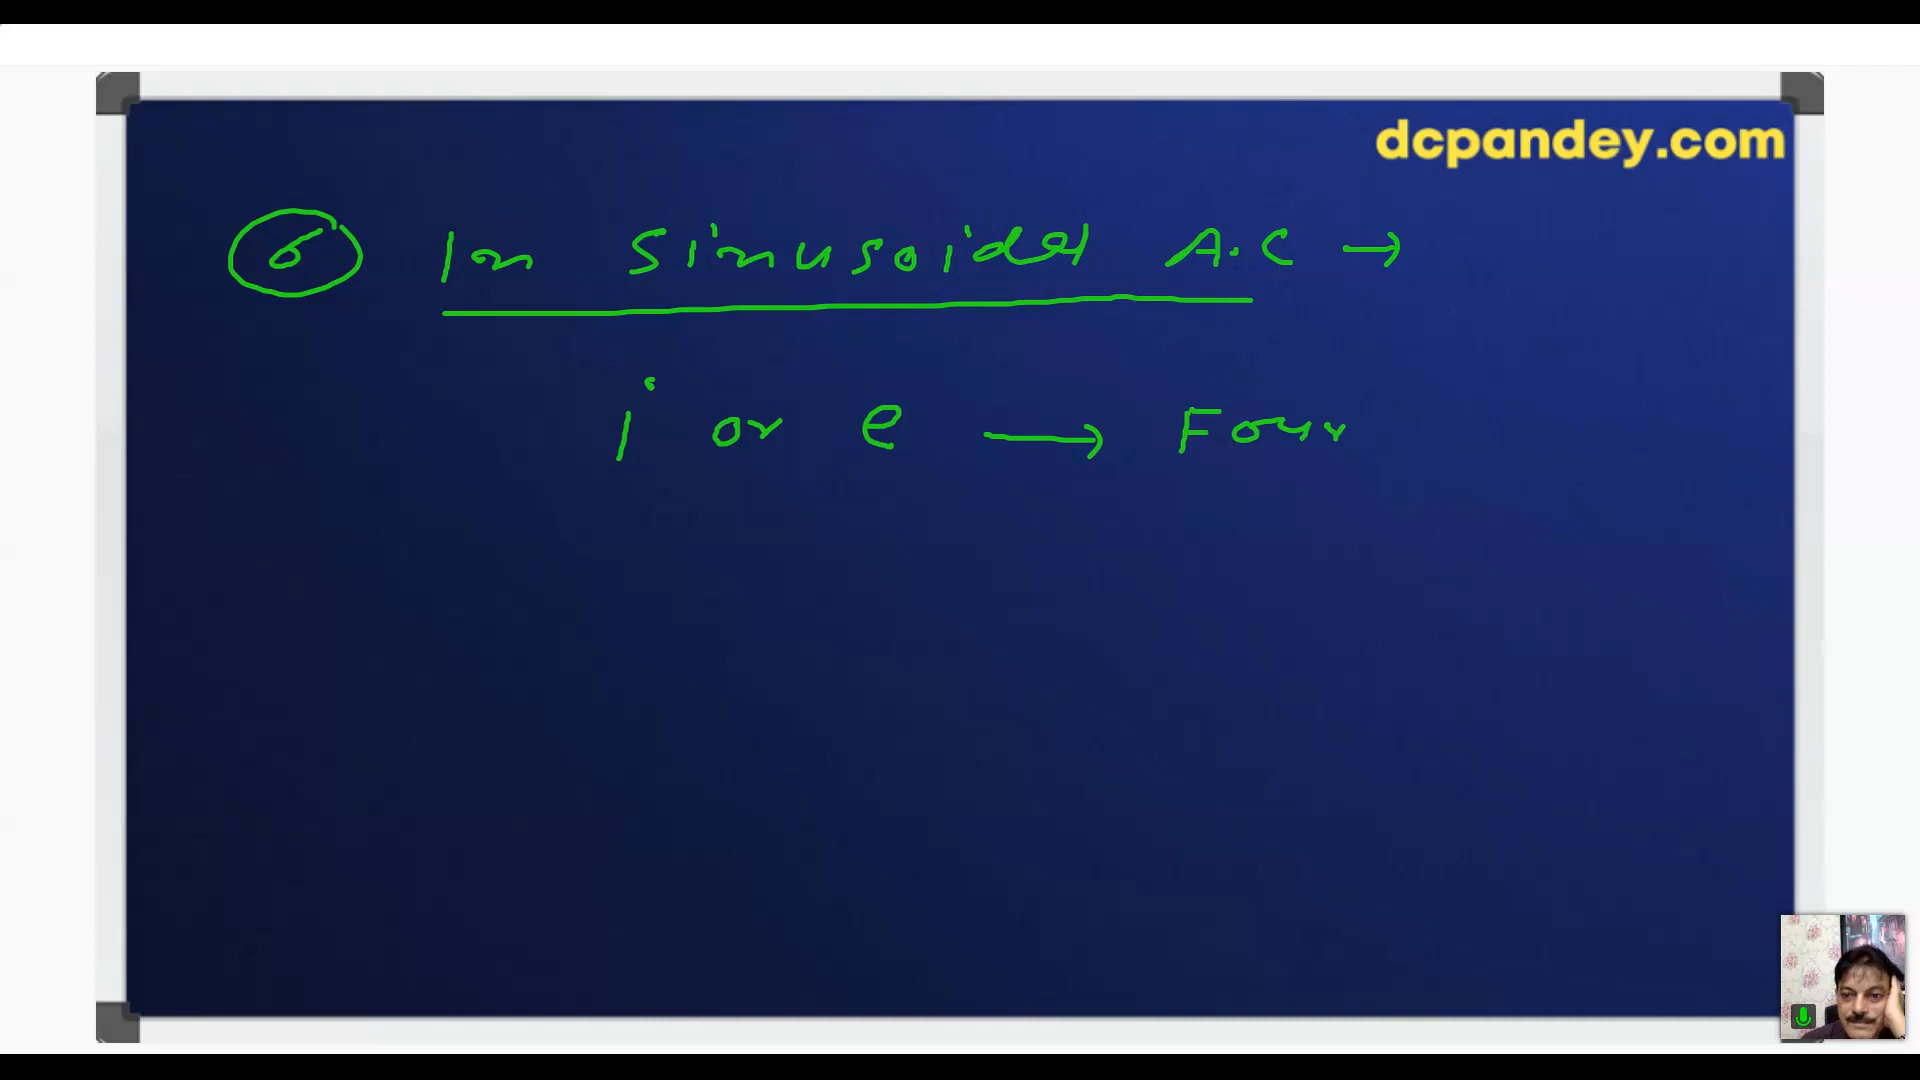 dcpandey.com
6 In Sinusoidal A.C →
i or e → Four